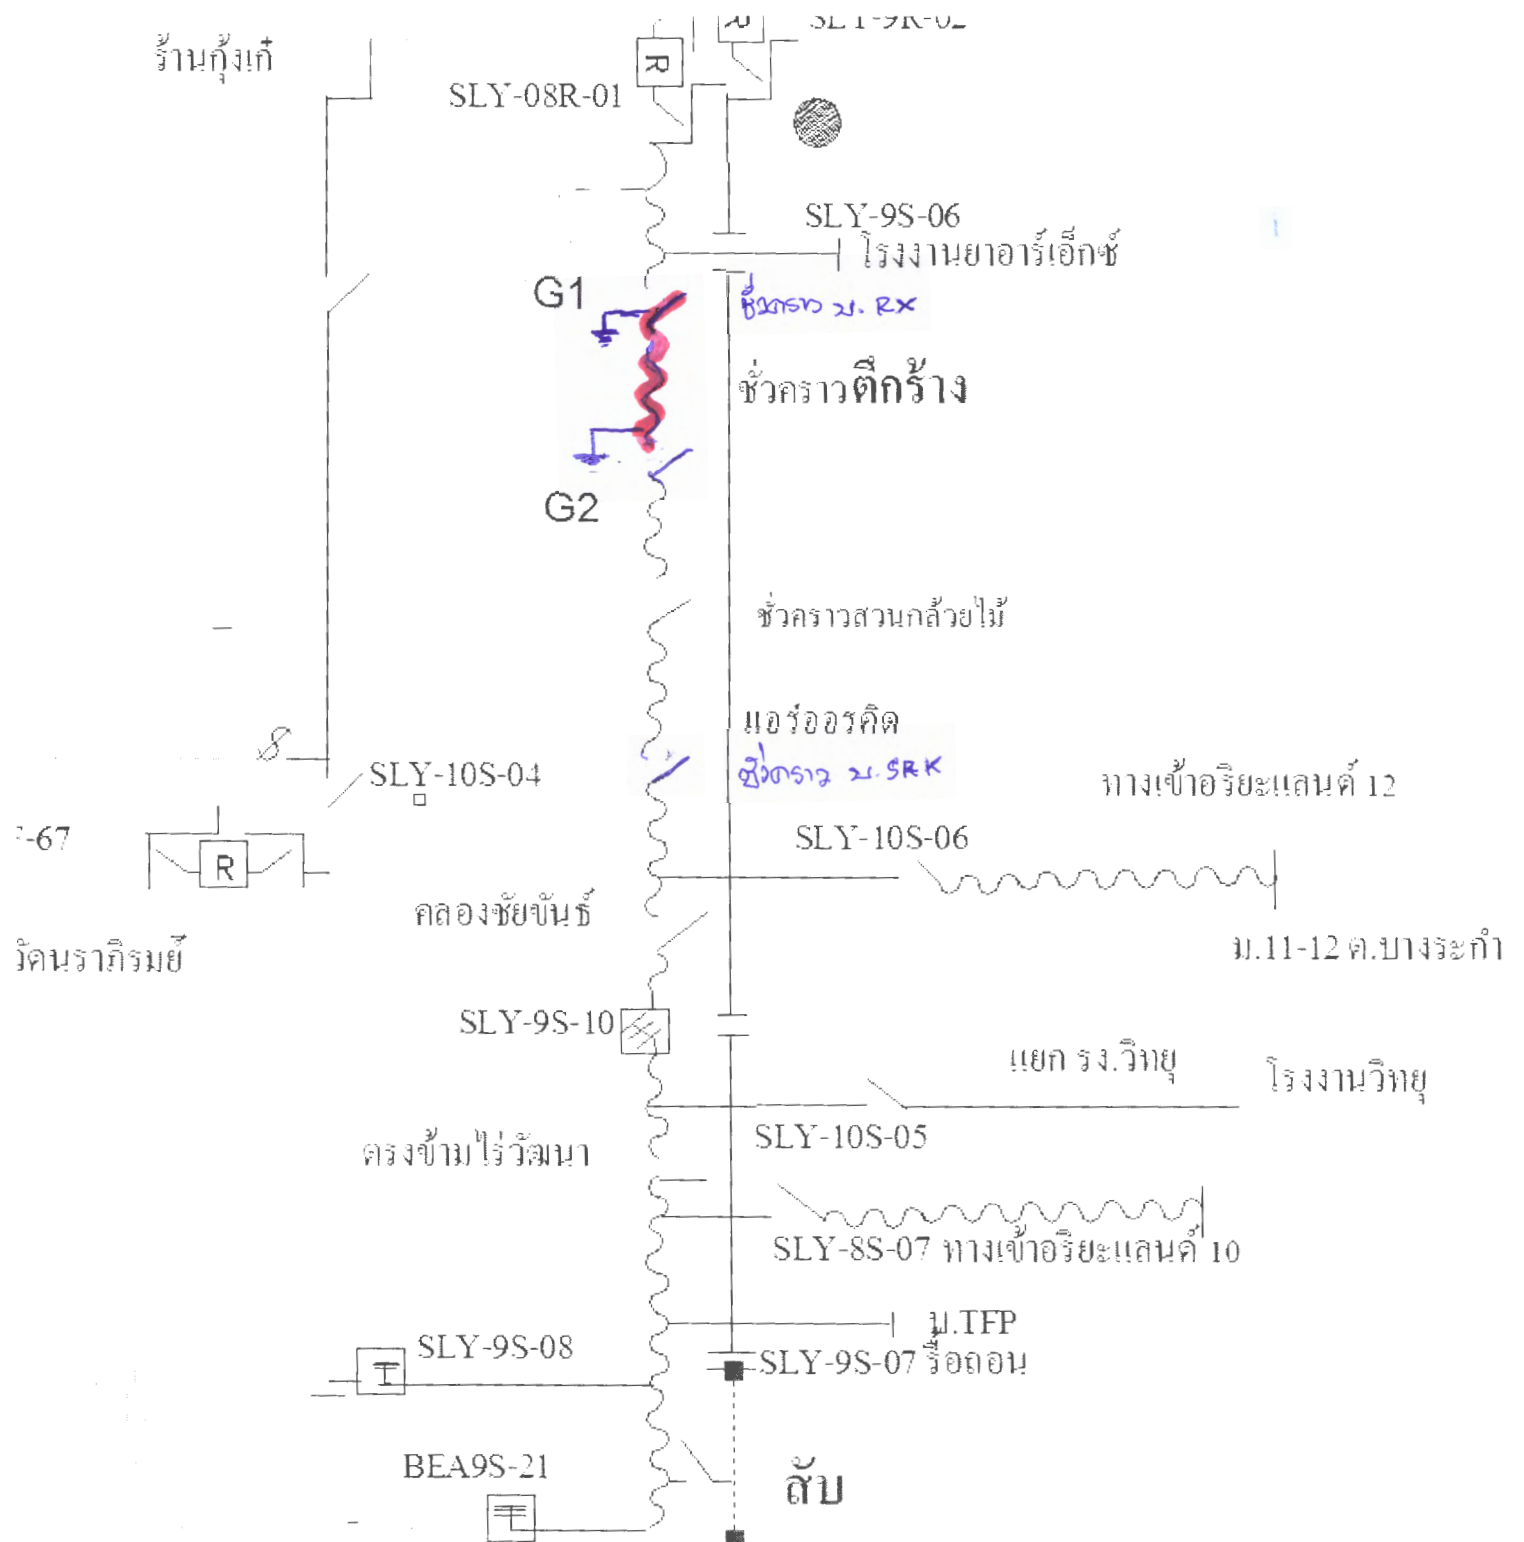 SLY-9R-02
R
ร้านกุ้งเก๋
R
SLY-08R-01
SLY-9S-06
โรงงานยาอาร์เอ็กซ์
G1
ชั่วคราว บ. RX
ชั่วคราวตึกร้าง
G2
ชั่วคราวสวนกล้วยไม้
แอร์ออรคิด
8
SLY-10S-04
ชั่วคราว บ. SRK
ทางเข้าอริยะแลนด์ 12
-67
R
SLY-10S-06
คลองชัยขันธ์
วัดนราภิรมย์
ม.11-12 ต.บางระกำ
SLY-9S-10
แยก รง.วิทยุ
โรงงานวิทยุ
SLY-10S-05
ตรงข้ามไร่วัฒนา
SLY-8S-07 ทางเข้าอริยะแลนด์ 10
บ.TFP
SLY-9S-08
SLY-9S-07 รื้อถอน
BEA9S-21
สับ